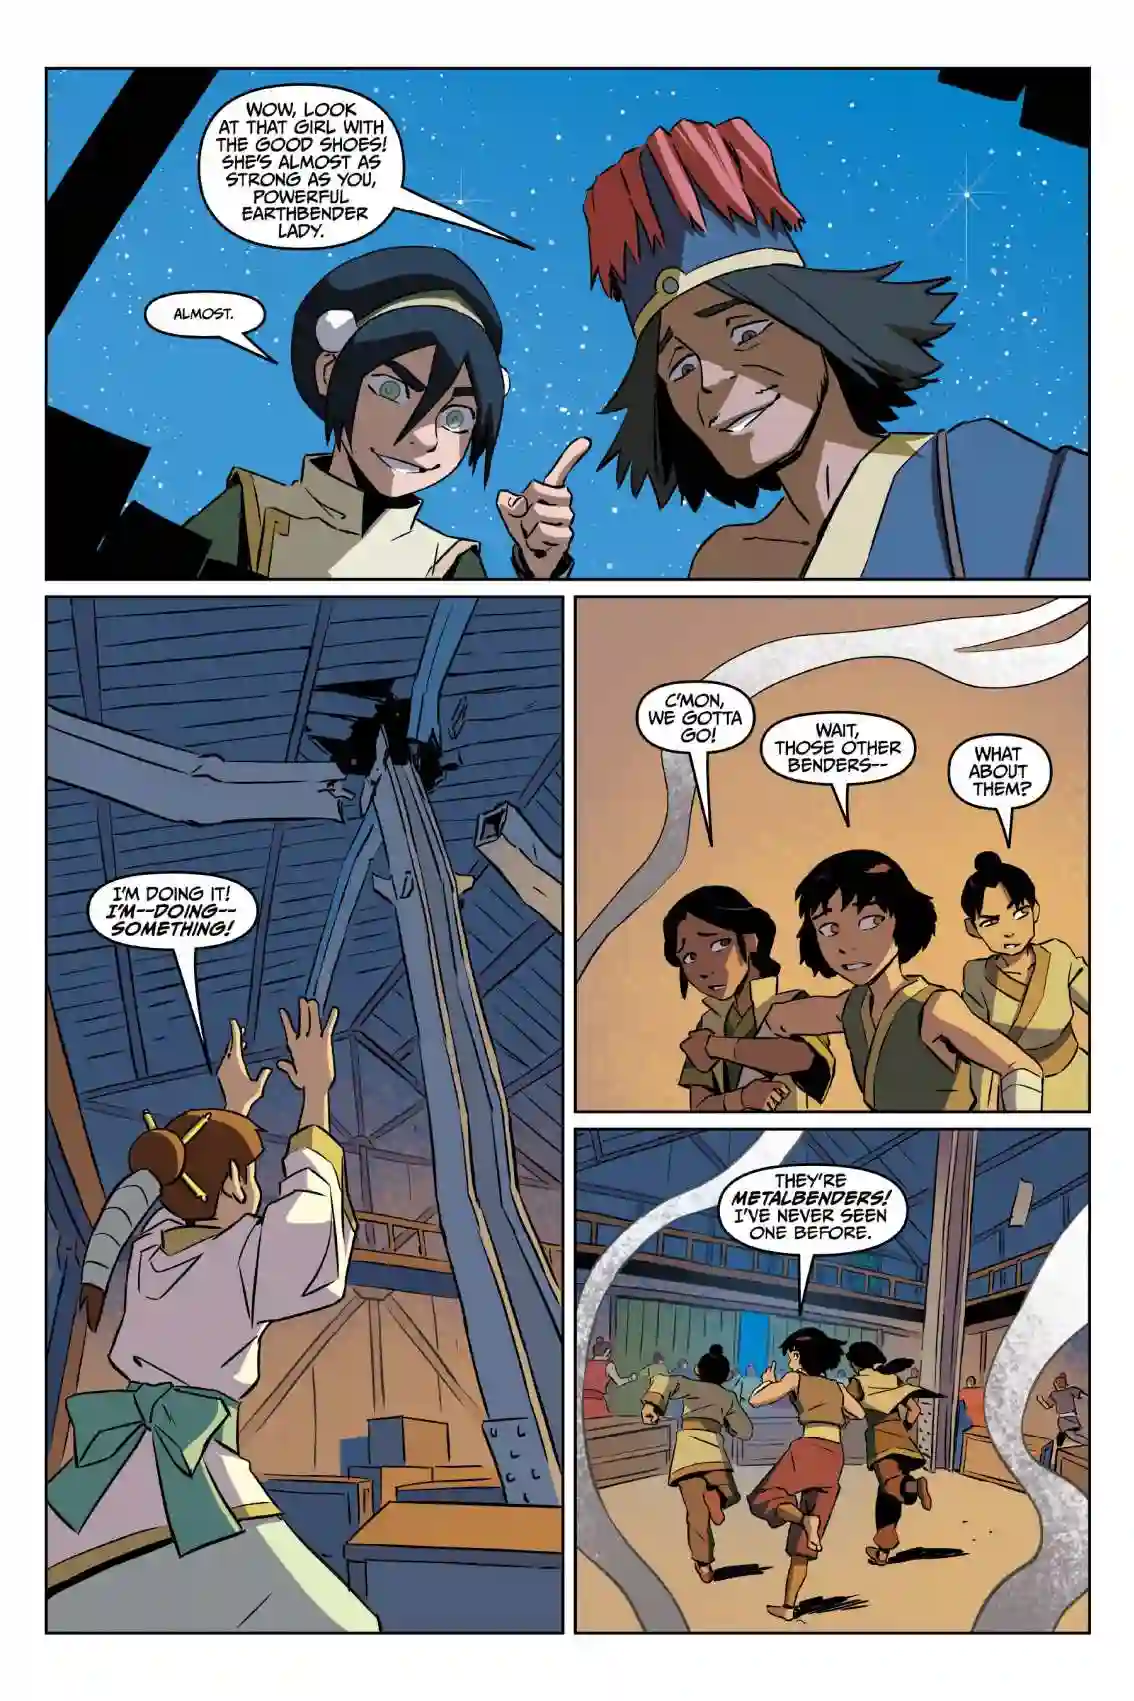 WOW, LOOK
AT THAT GIRL WITH
THE GOOD SHOES!
SHE'S ALMOST AS
STRONG AS YOU,
POWERFUL
EARTHBENDER
LADY.
ALMOST.
I'M DOING IT!
I'M--DOING--
SOMETHING!
C'MON,
WE GOTTA
GO!
WAIT,
THOSE OTHER
BENDERS--
WHAT
ABOUT
THEM?
THEY'RE
METALBENDERS!
I'VE NEVER SEEN
ONE BEFORE.